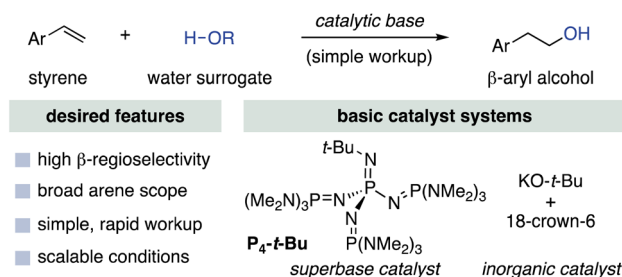 Ar + H–OR catalytic base (simple workup) Ar OH
styrene water surrogate β-aryl alcohol
desired features
high β-regioselectivity
broad arene scope
simple, rapid workup
scalable conditions
basic catalyst systems
t-Bu
N
P
(Me2N)3P=N N P(NMe2)3
N
P4-t-Bu P(NMe2)3
superbase catalyst
KO-t-Bu
+
18-crown-6
inorganic catalyst